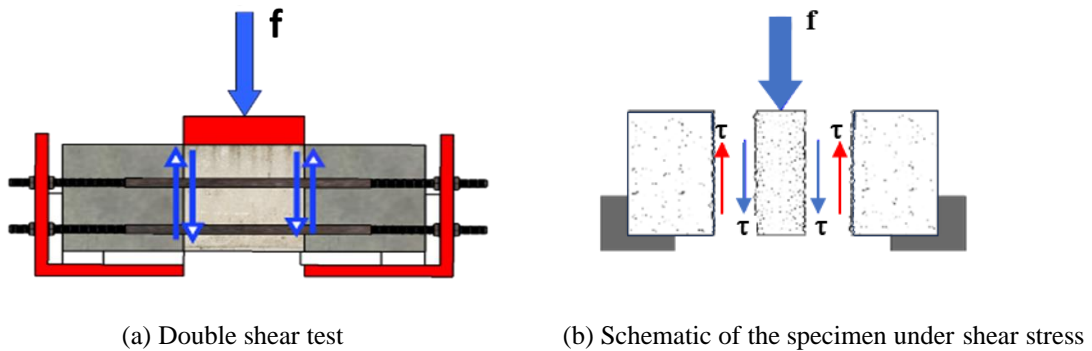 f
f
τ
τ
τ
τ
(a) Double shear test
(b) Schematic of the specimen under shear stress